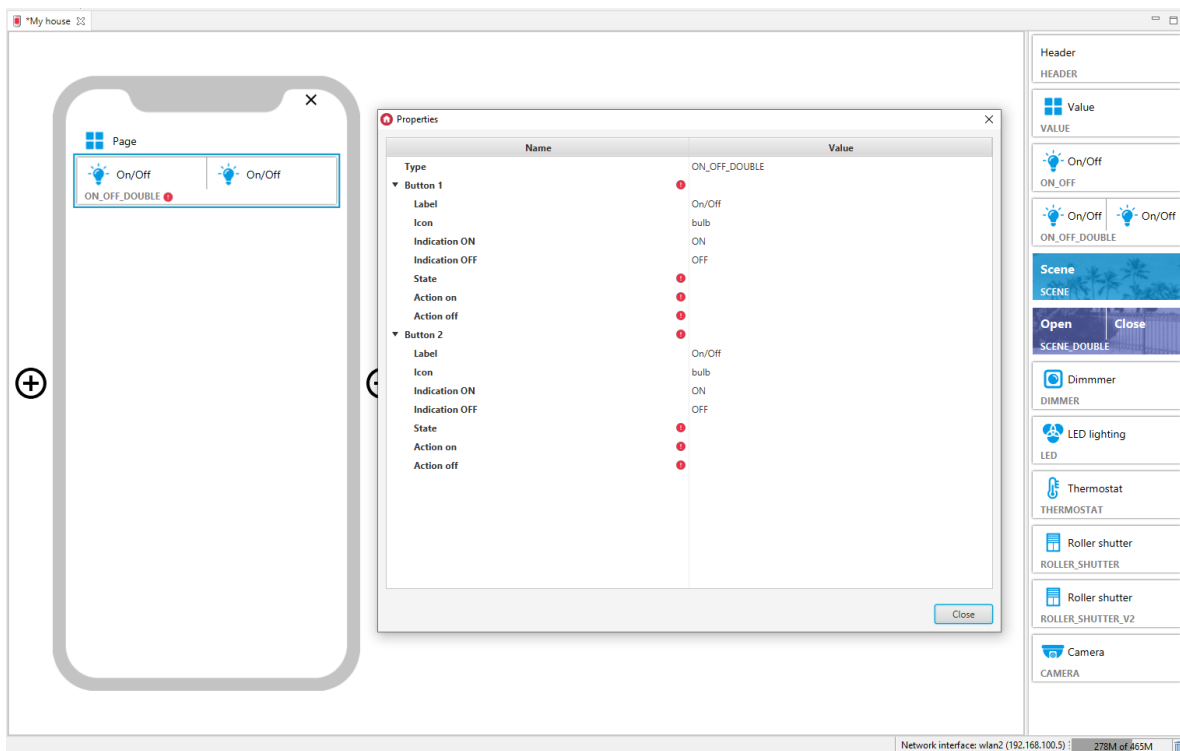 *My house
Page
On/Off
On/Off
ON_OFF_DOUBLE
Properties
Name Value
Type ON_OFF_DOUBLE
Button 1
Label On/Off
Icon bulb
Indication ON ON
Indication OFF OFF
State
Action on
Action off
Button 2
Label On/Off
Icon bulb
Indication ON ON
Indication OFF OFF
State
Action on
Action off
Close
Header
HEADER
Value
VALUE
On/Off
ON_OFF
On/Off On/Off
ON_OFF_DOUBLE
Scene
SCENE
Open Close
SCENE_DOUBLE
Dimmmer
DIMMER
LED lighting
LED
Thermostat
THERMOSTAT
Roller shutter
ROLLER_SHUTTER
Roller shutter
ROLLER_SHUTTER_V2
Camera
CAMERA
Network interface: wlan2 (192.168.100.5) 278M of 465M